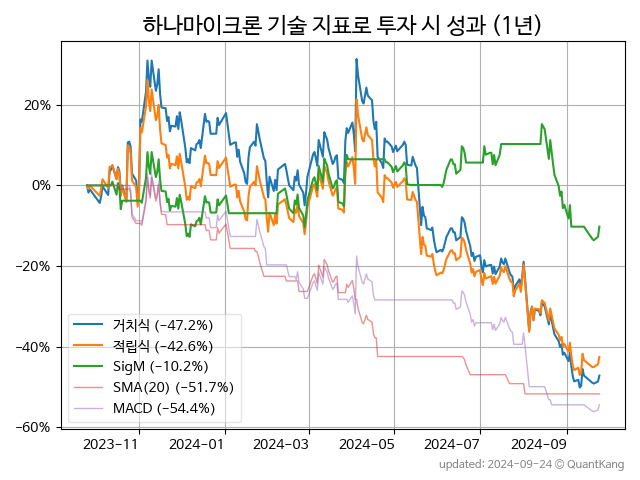 하나마이크론 기술 지표로 투자 시 성과 (1년)
20%
0%
−20%
−40%
−60%
거치식 (−47.2%)
적립식 (−42.6%)
SigM (−10.2%)
SMA(20) (−51.7%)
MACD (−54.4%)
2023−11 2024−01 2024−03 2024−05 2024−07 2024−09
updated: 2024−09−24 © QuantKang